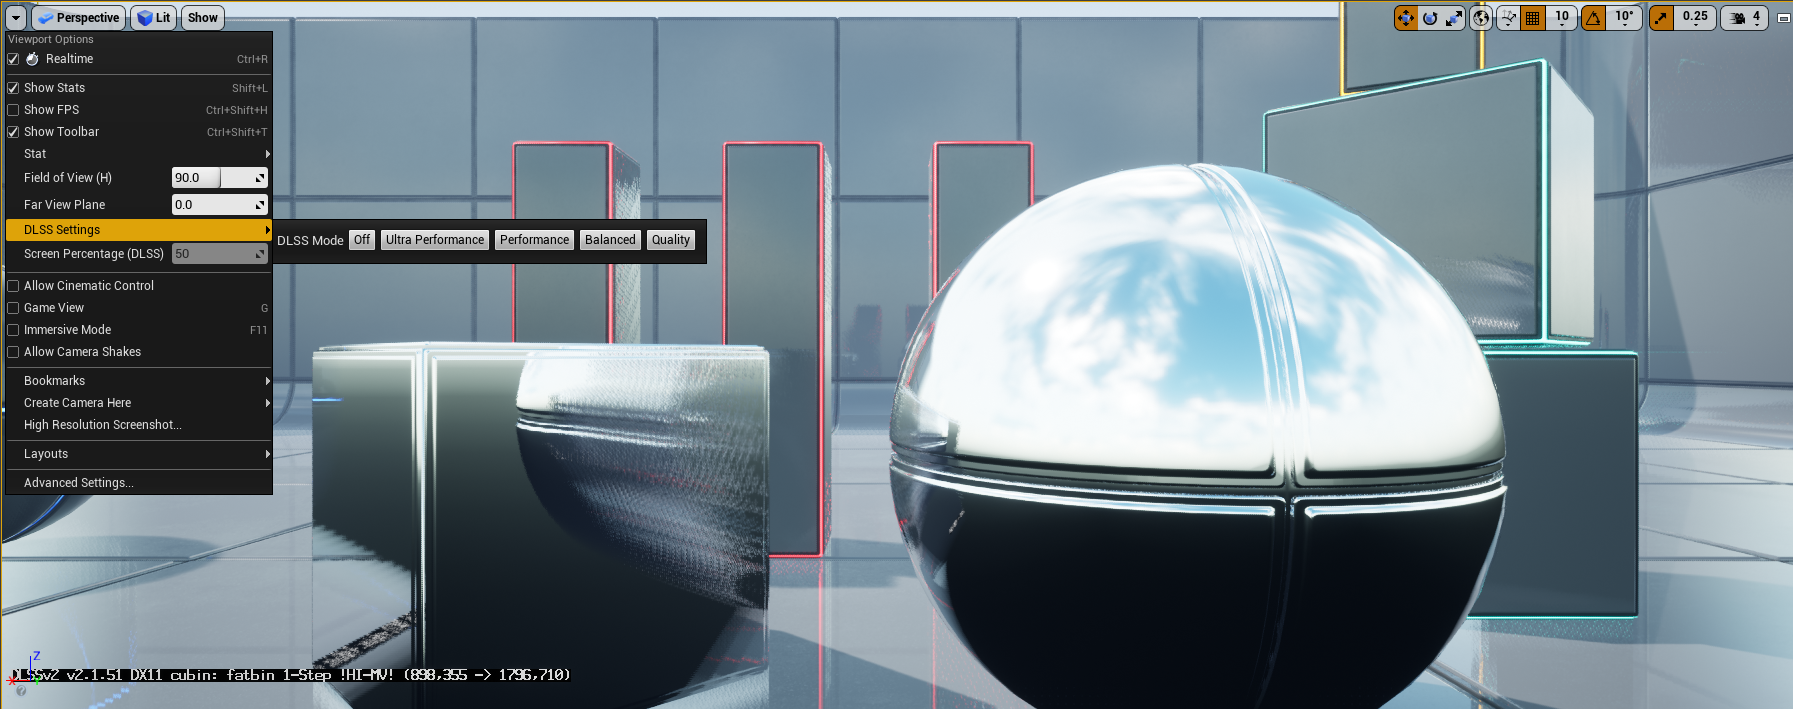 Perspective Lit Show 10 10° 0.25 4
Viewport Options
Realtime Ctrl+R
Show Stats Shift+L
Show FPS Ctrl+Shift+H
Show Toolbar Ctrl+Shift+T
Stat
Field of View (H) 90.0
Far View Plane 0.0
DLSS Settings
DLSS Mode Off Ultra Performance Performance Balanced Quality
Screen Percentage (DLSS) 50
Allow Cinematic Control
Game View G
Immersive Mode F11
Allow Camera Shakes
Bookmarks
Create Camera Here
High Resolution Screenshot...
Layouts
Advanced Settings...
Z
DLSSv2 v2.1.51 DX11 cubin: fatbin 1-Step !HI-MV! (898,355 -> 1796,710)
X
?